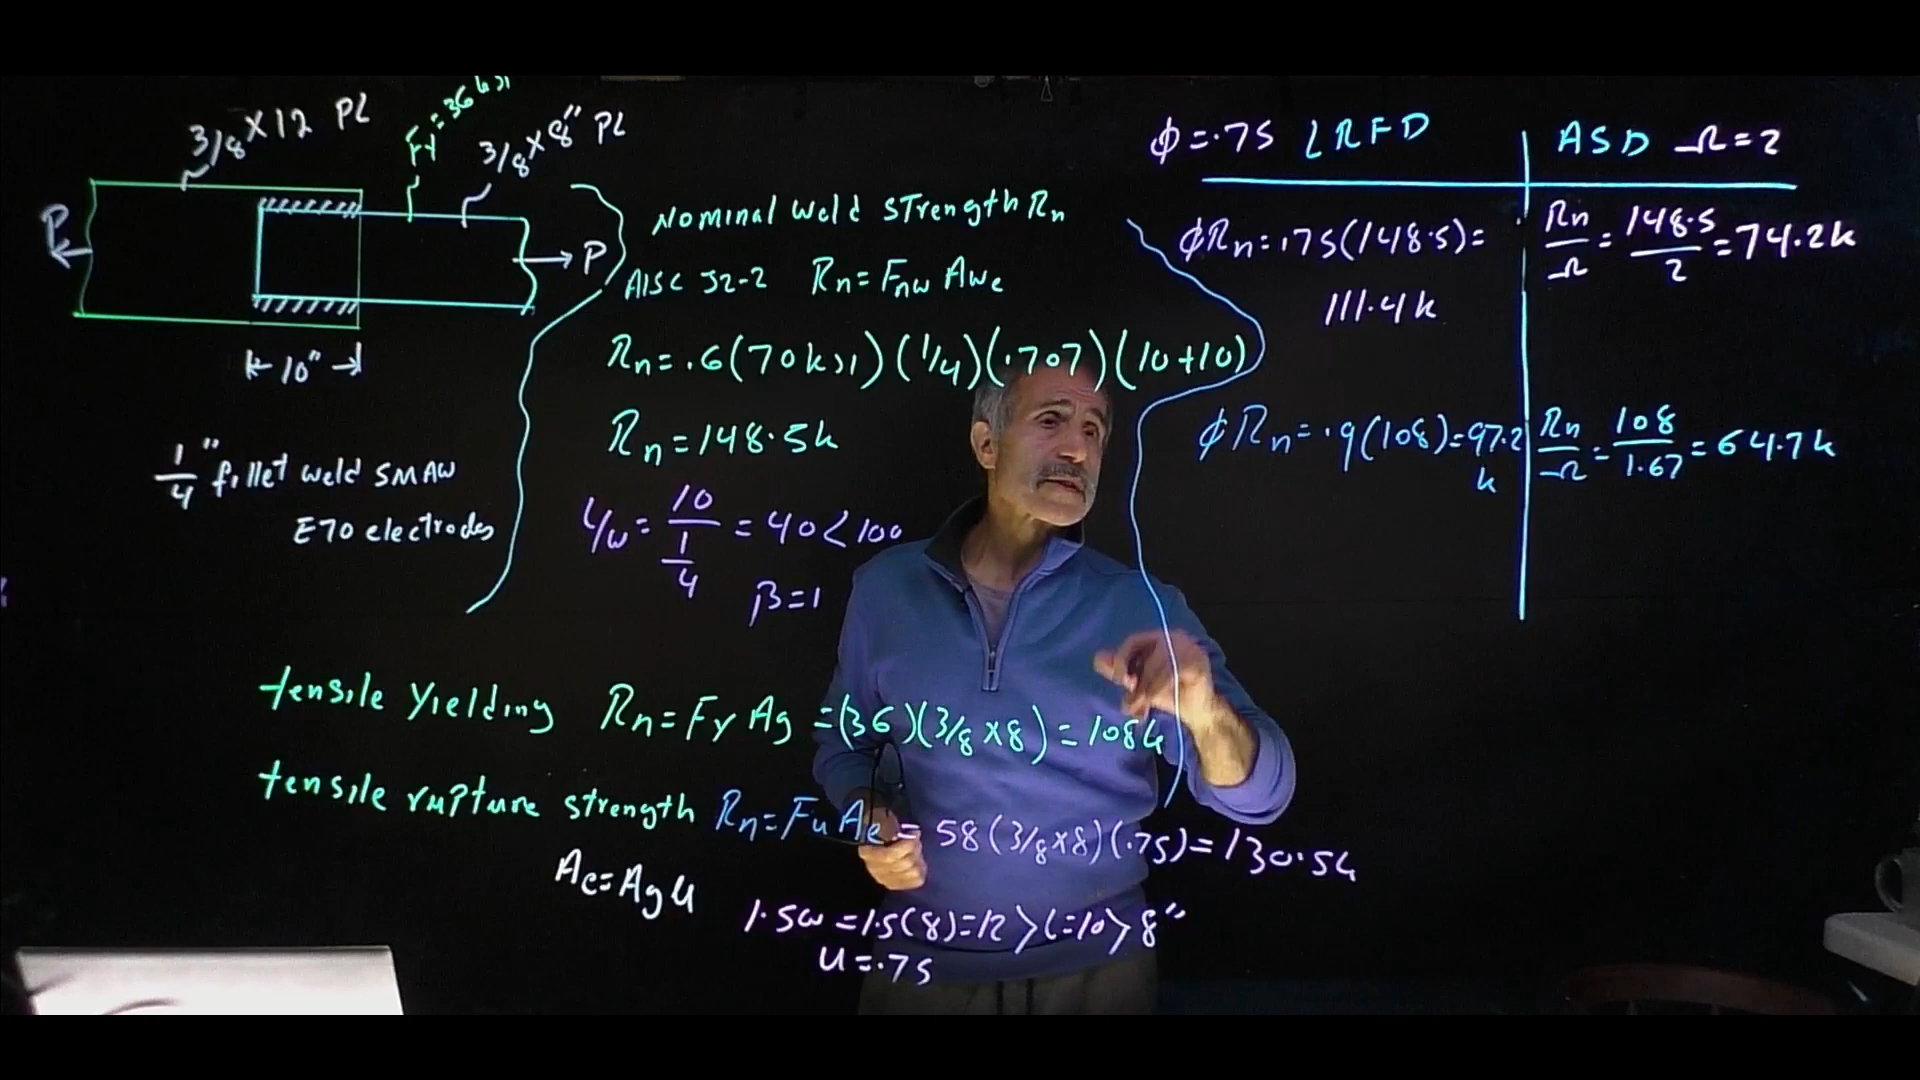 3/8 X 12 PL
Fy = 36 ksi
3/8 x 8" PL
P
P
10"
1/4" fillet weld SMAW
E70 electrodes
Nominal weld strength Rn
AISC J2-2 Rn = Fnw Awe
Rn = .6(70ksi)(1/4)(.707)(10+10)
Rn = 148.5k
L/w = 10/(1/4) = 40 < 100
β = 1
tensile yielding Rn = Fy Ag = (36)(3/8 x 8) = 108k
tensile rupture strength Rn = Fu Ae = 58(3/8x8)(.75) = 130.5k
Ae = Ag U
1.5w = 1.5(8) = 12 > l = 10 > 8"
U = .75
φ = .75 LRFD
ASD Ω = 2
φRn = .75(148.5) =
111.4k
Rn/Ω = 148.5/2 = 74.2k
φRn = .9(108) = 97.2
k
Rn/Ω = 108/1.67 = 64.7k